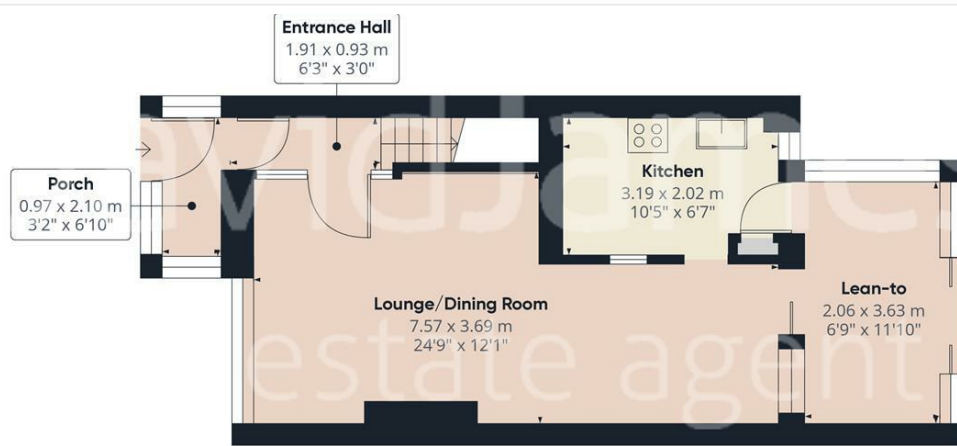 Entrance Hall
1.91 x 0.93 m
6'3" x 3'0"
Porch
0.97 x 2.10 m
3'2" x 6'10"
Kitchen
3.19 x 2.02 m
10'5" x 6'7"
Lounge/Dining Room
7.57 x 3.69 m
24'9" x 12'1"
Lean-to
2.06 x 3.63 m
6'9" x 11'10"
avidJame
estate agent